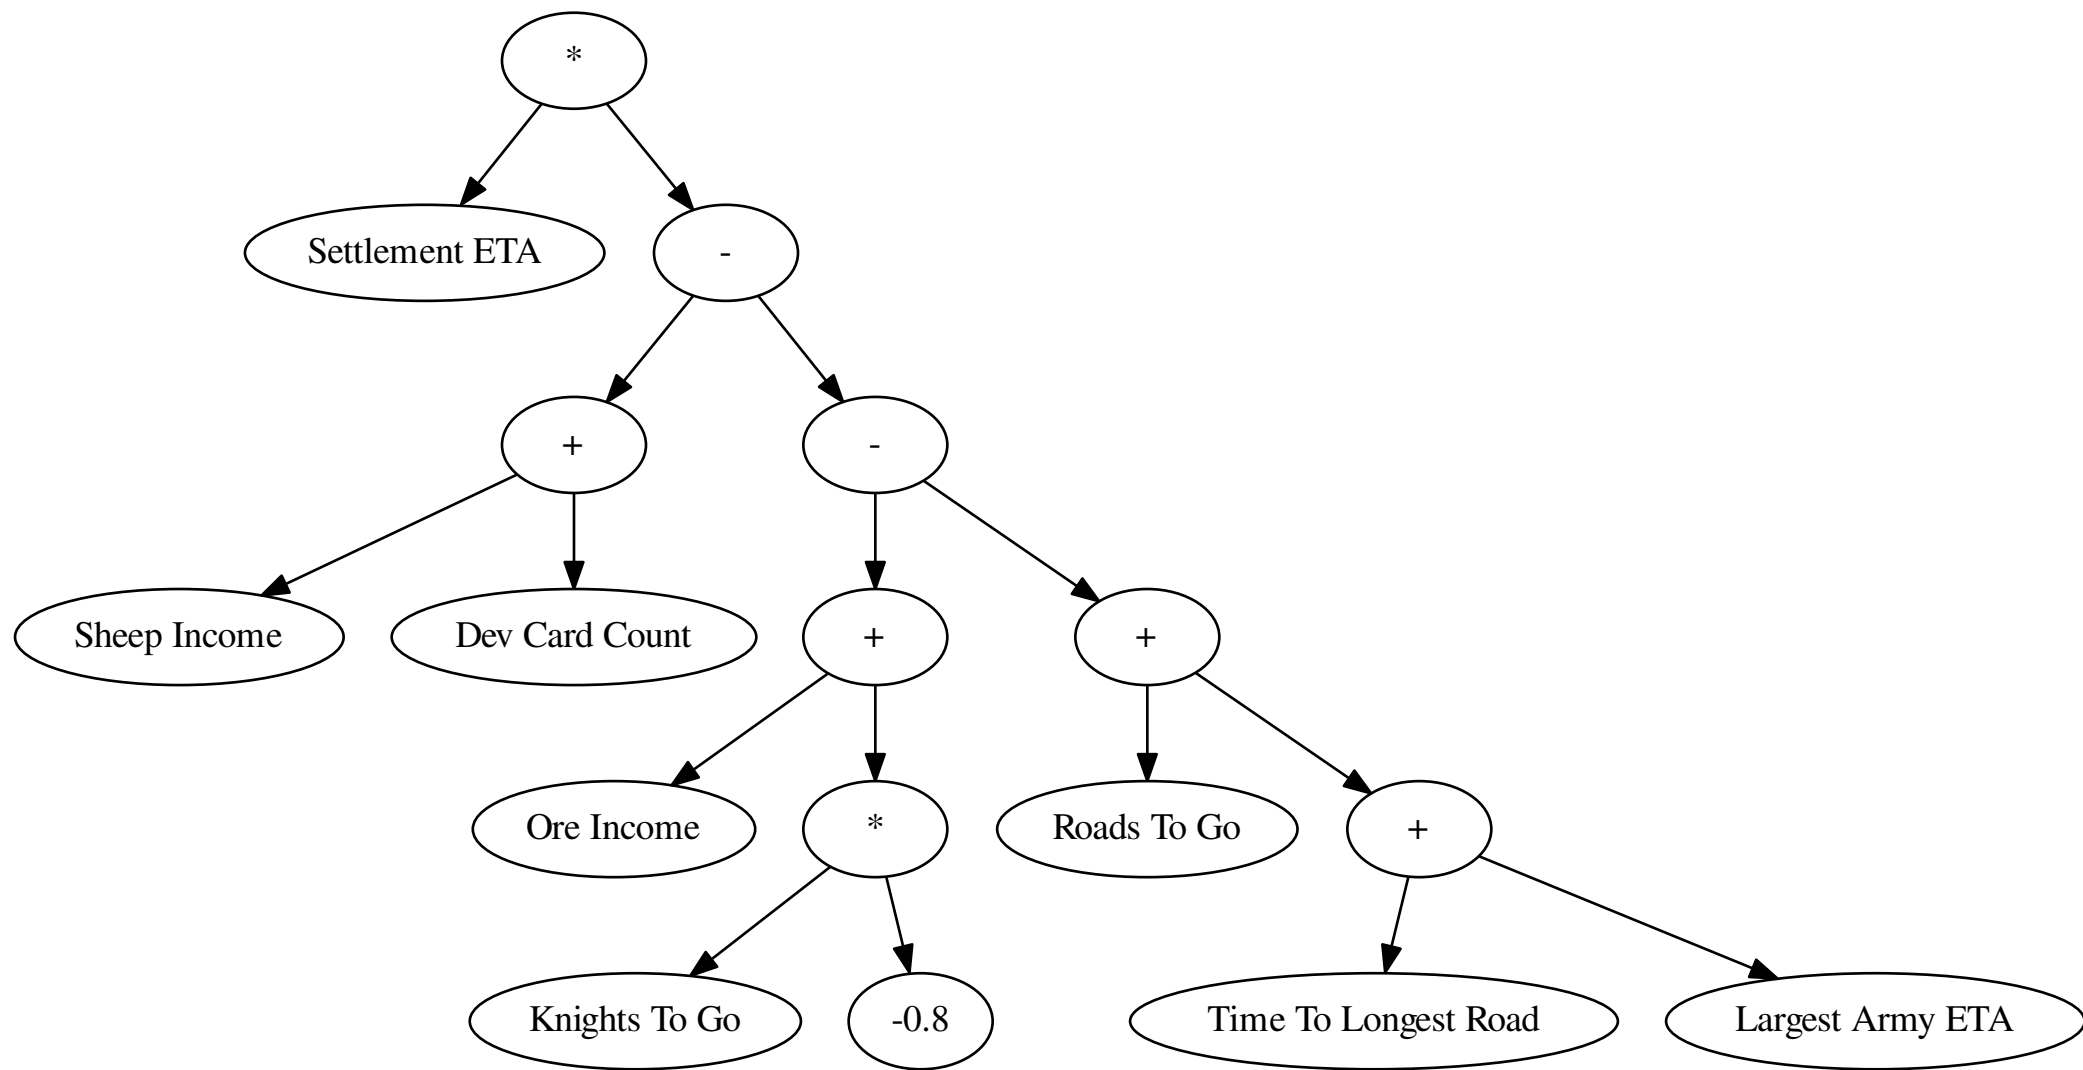 *
Settlement ETA
-
+
-
Sheep Income
Dev Card Count
+
+
Ore Income
*
Roads To Go
+
Knights To Go
-0.8
Time To Longest Road
Largest Army ETA